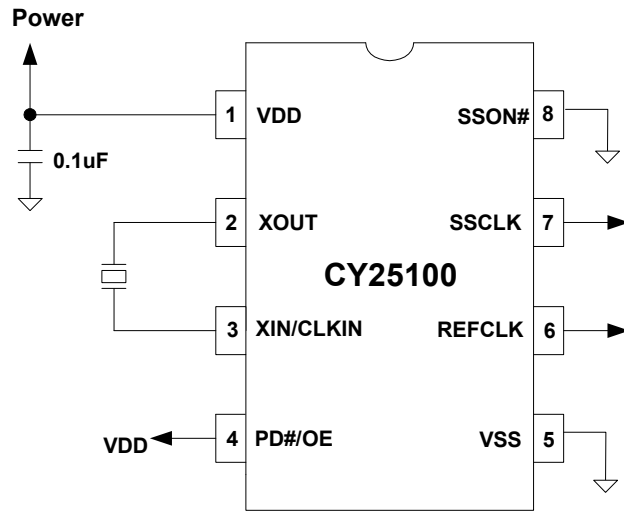 Power
1 VDD SSON# 8
0.1uF
2 XOUT SSCLK 7
CY25100
3 XIN/CLKIN REFCLK 6
VDD 4 PD#/OE VSS 5